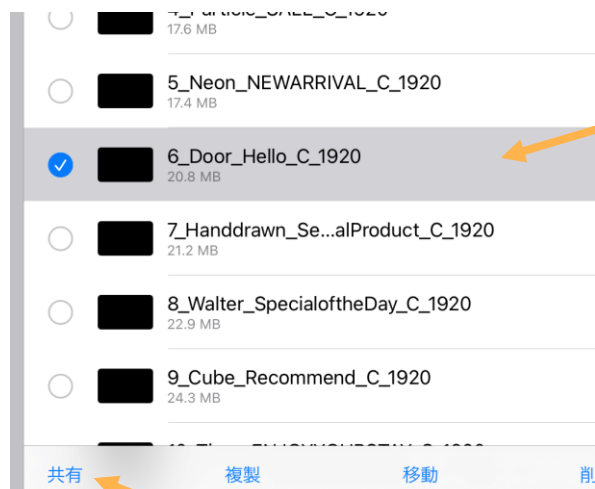 17.6 MB
5_Neon_NEWARRIVAL_C_1920
17.4 MB
6_Door_Hello_C_1920
20.8 MB
7_Handdrawn_Se...alProduct_C_1920
21.2 MB
8_Walter_SpecialoftheDay_C_1920
22.9 MB
9_Cube_Recommend_C_1920
24.3 MB
共有 複製 移動 削